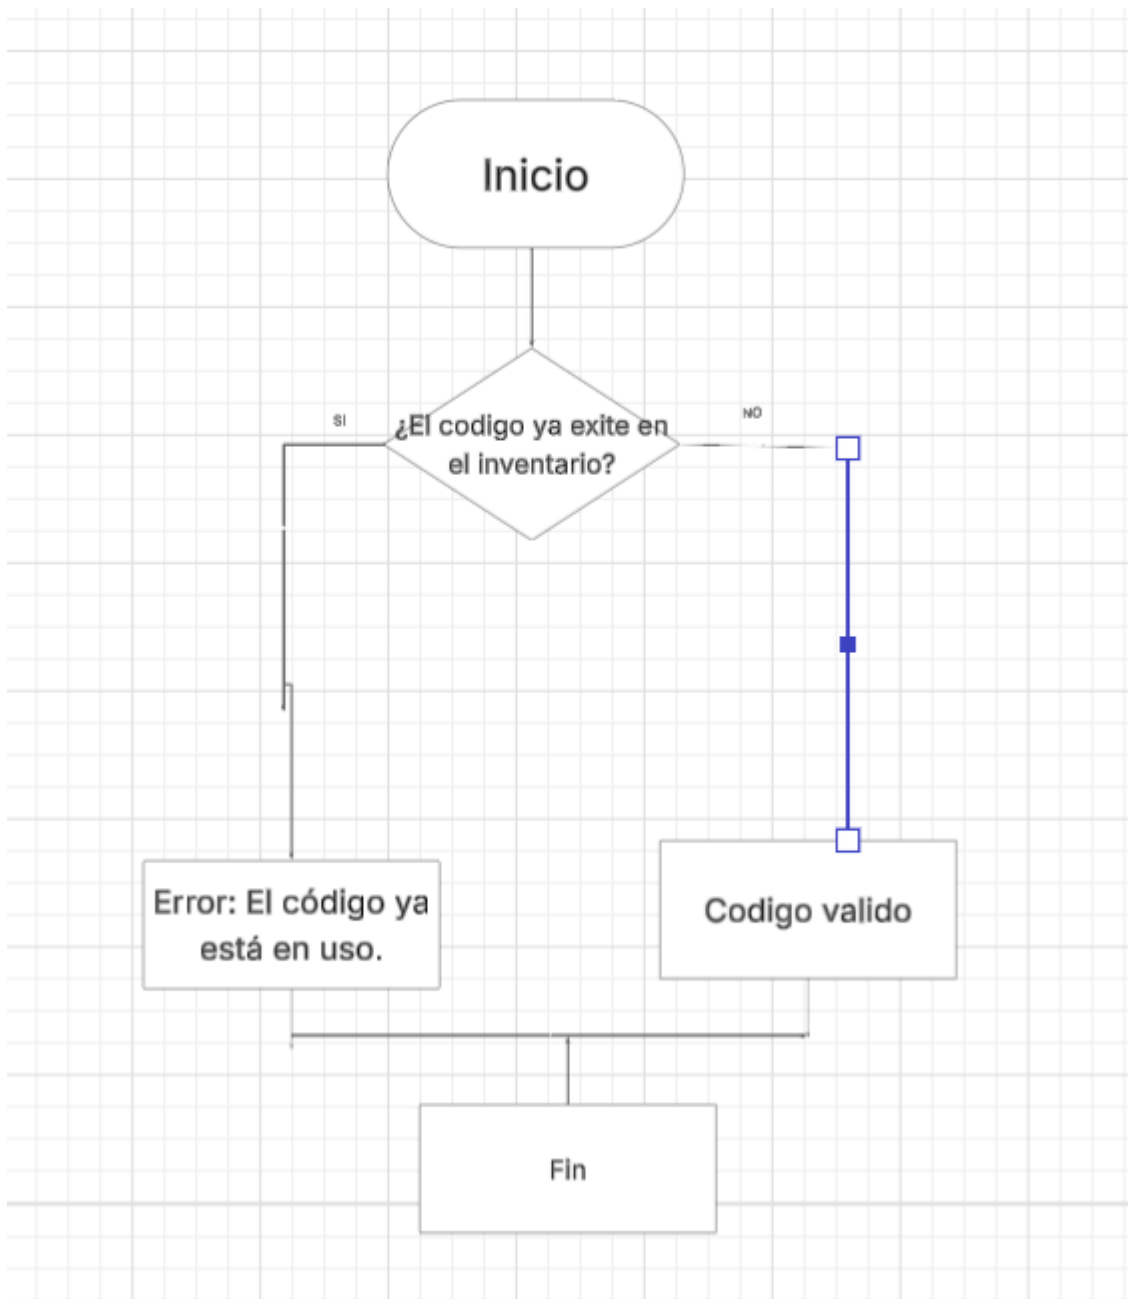 Inicio
SI
NO
¿El codigo ya exite en
el inventario?
Error: El código ya
está en uso.
Codigo valido
Fin